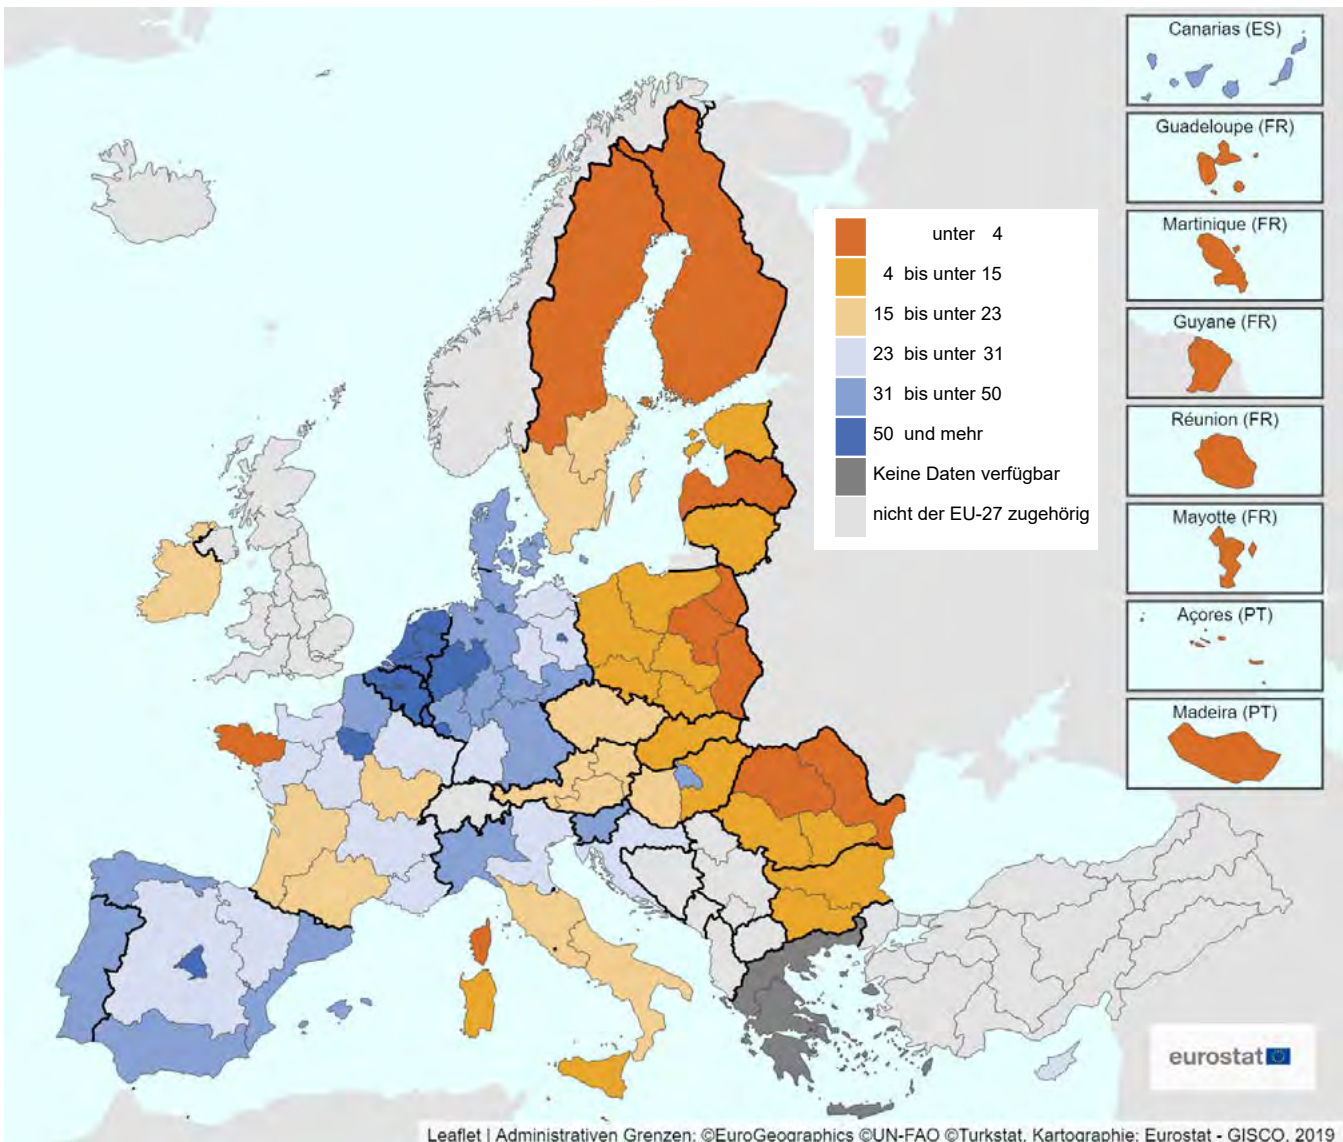 Canarias (ES)
Guadeloupe (FR)
Martinique (FR)
Guyane (FR)
Réunion (FR)
Mayotte (FR)
Açores (PT)
Madeira (PT)
unter 4
4 bis unter 15
15 bis unter 23
23 bis unter 31
31 bis unter 50
50 und mehr
Keine Daten verfügbar
nicht der EU-27 zugehörig
eurostat
Leaflet | Administrativen Grenzen: ©EuroGeographics ©UN-FAO ©Turkstat, Kartographie: Eurostat - GISCO, 2019